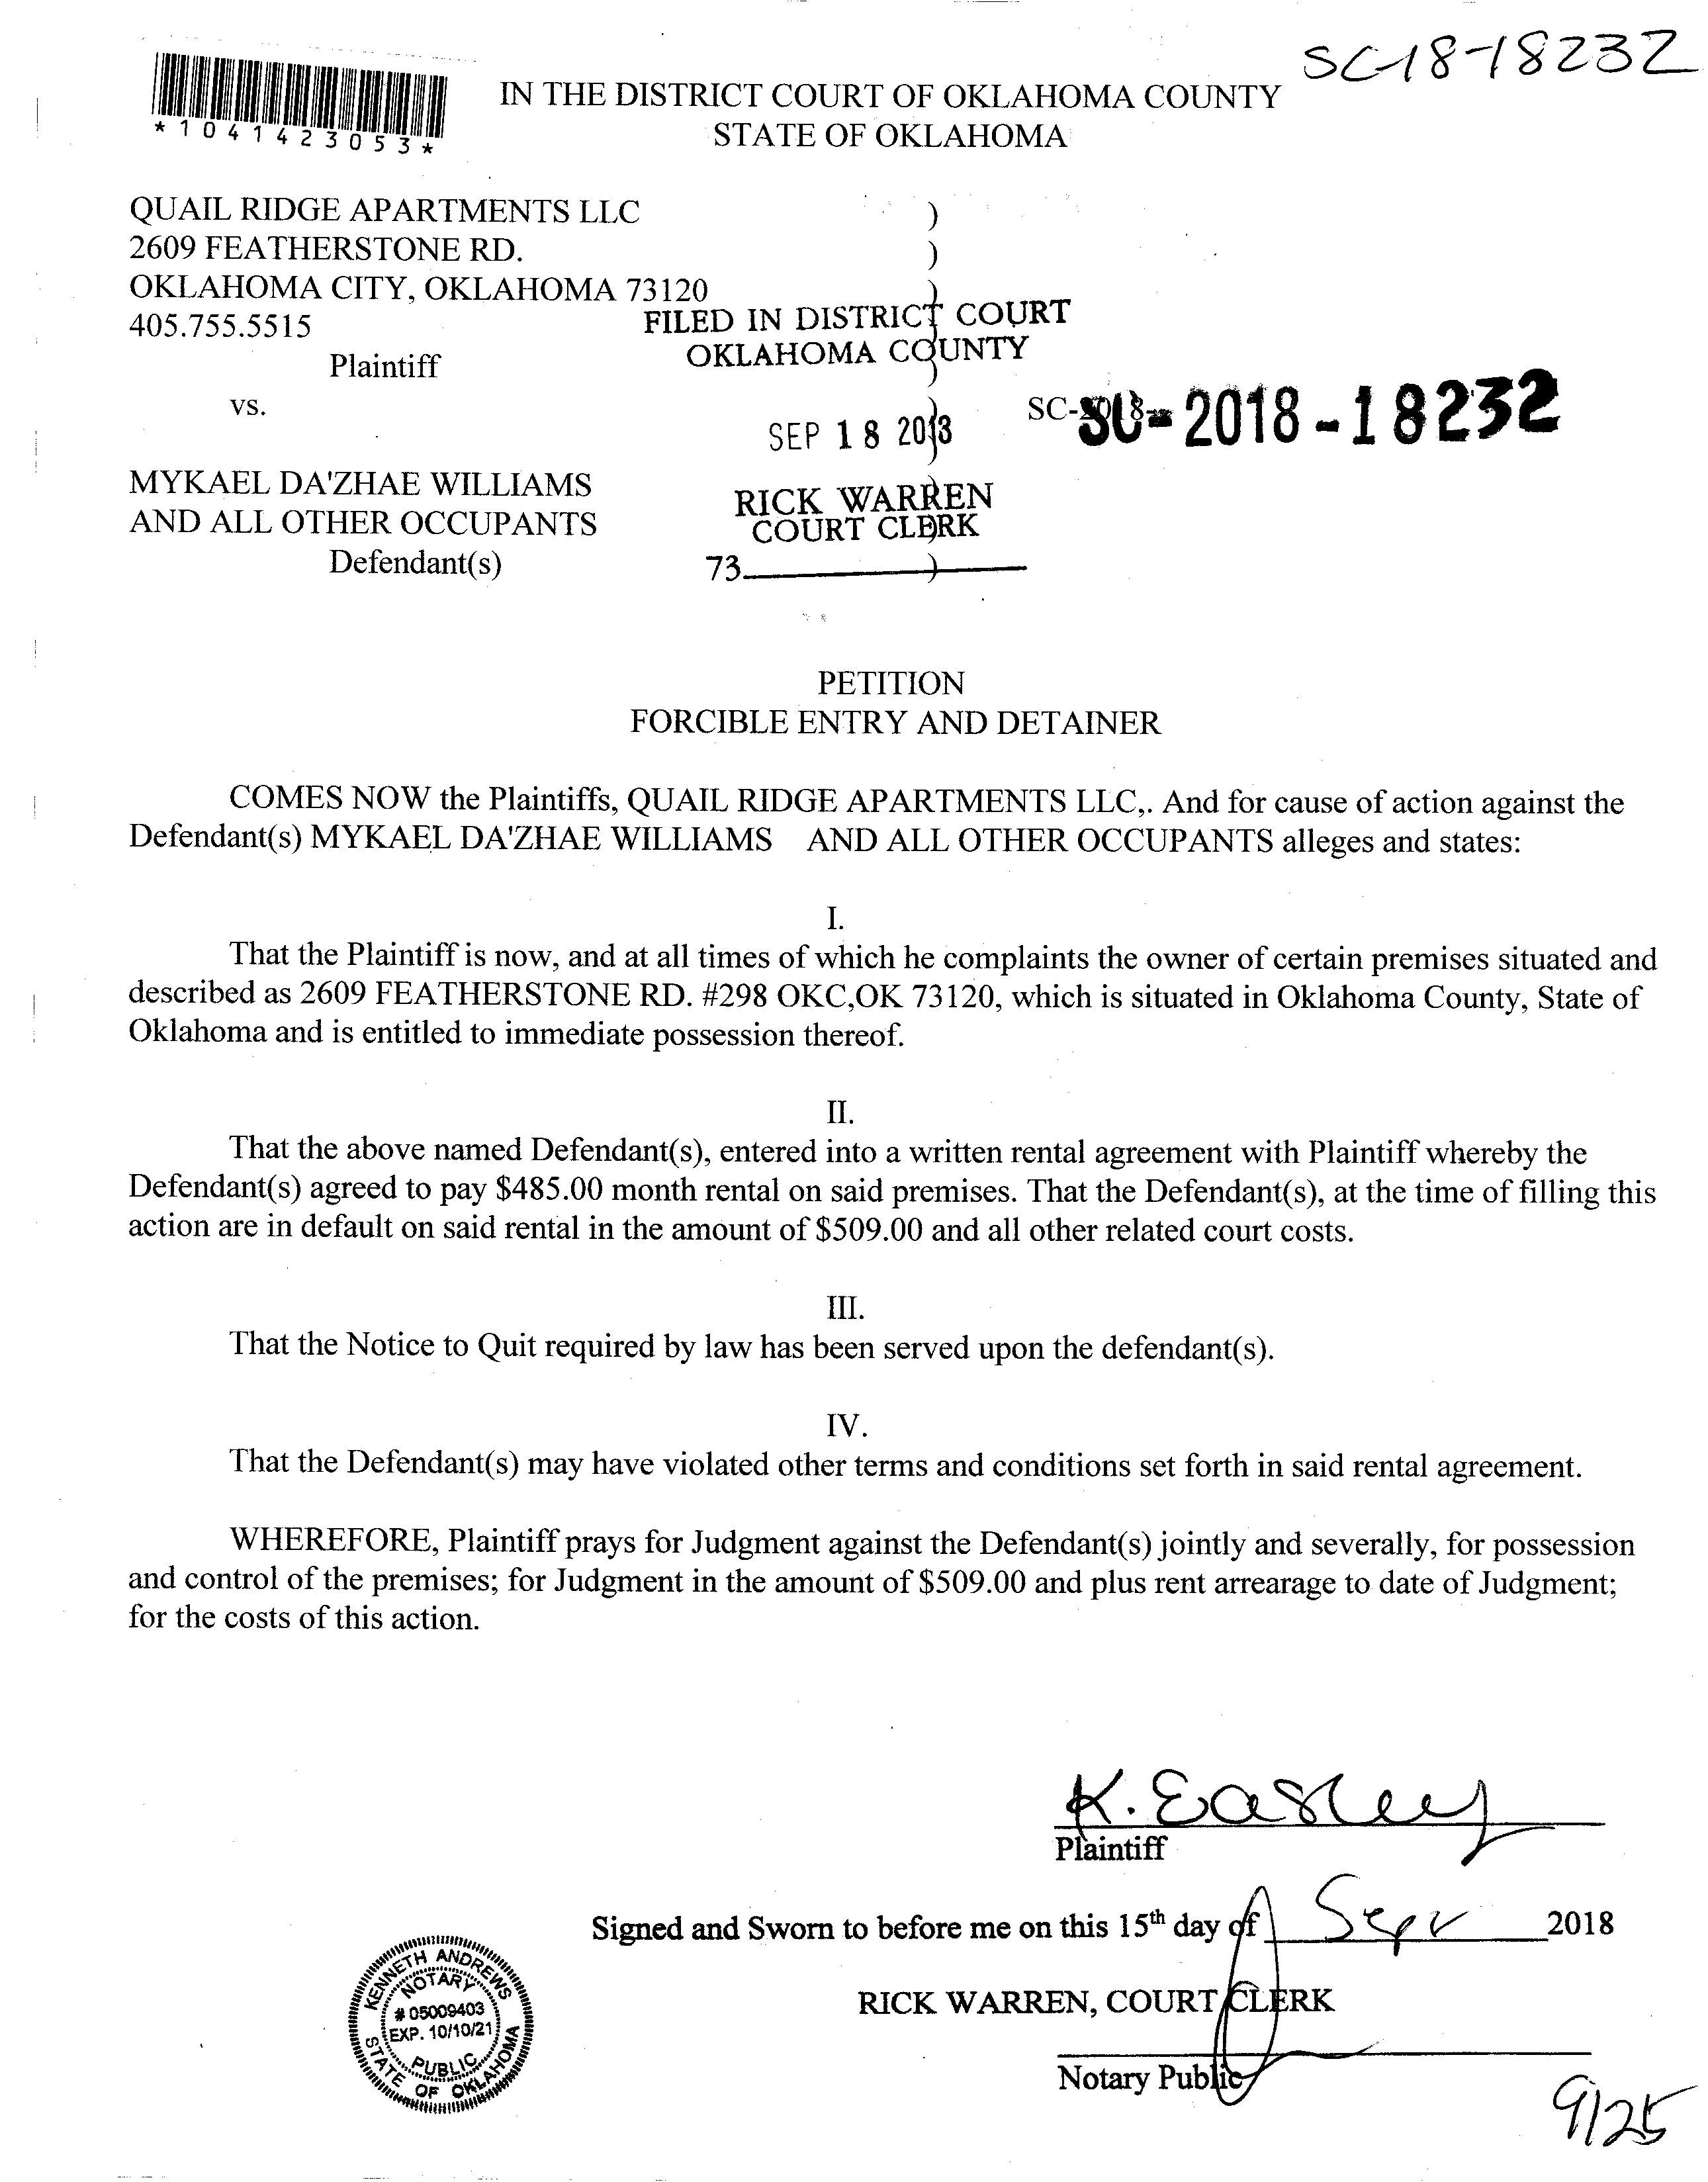 SC-18-18232
*1041423053*
IN THE DISTRICT COURT OF OKLAHOMA COUNTY
STATE OF OKLAHOMA
QUAIL RIDGE APARTMENTS LLC )
2609 FEATHERSTONE RD. )
OKLAHOMA CITY, OKLAHOMA 73120 )
405.755.5515
FILED IN DISTRICT COURT
OKLAHOMA COUNTY
Plaintiff )
vs.
SEP 18 2018
SC-2018-
SC-2018-18232
MYKAEL DA'ZHAE WILLIAMS
AND ALL OTHER OCCUPANTS
RICK WARREN
COURT CLERK
Defendant(s) )
73
PETITION
FORCIBLE ENTRY AND DETAINER
COMES NOW the Plaintiffs, QUAIL RIDGE APARTMENTS LLC,. And for cause of action against the
Defendant(s) MYKAEL DA'ZHAE WILLIAMS AND ALL OTHER OCCUPANTS alleges and states:
I.
That the Plaintiff is now, and at all times of which he complaints the owner of certain premises situated and
described as 2609 FEATHERSTONE RD. #298 OKC,OK 73120, which is situated in Oklahoma County, State of
Oklahoma and is entitled to immediate possession thereof.
II.
That the above named Defendant(s), entered into a written rental agreement with Plaintiff whereby the
Defendant(s) agreed to pay $485.00 month rental on said premises. That the Defendant(s), at the time of filling this
action are in default on said rental in the amount of $509.00 and all other related court costs.
III.
That the Notice to Quit required by law has been served upon the defendant(s).
IV.
That the Defendant(s) may have violated other terms and conditions set forth in said rental agreement.
WHEREFORE, Plaintiff prays for Judgment against the Defendant(s) jointly and severally, for possession
and control of the premises; for Judgment in the amount of $509.00 and plus rent arrearage to date of Judgment;
for the costs of this action.
K. Easley
Plaintiff
Signed and Sworn to before me on this 15th day of Sept 2018
KENNETH ANDREWS
NOTARY
# 05009403
EXP. 10/10/21
PUBLIC
STATE OF OKLAHOMA
RICK WARREN, COURT CLERK
Notary Public
9/25